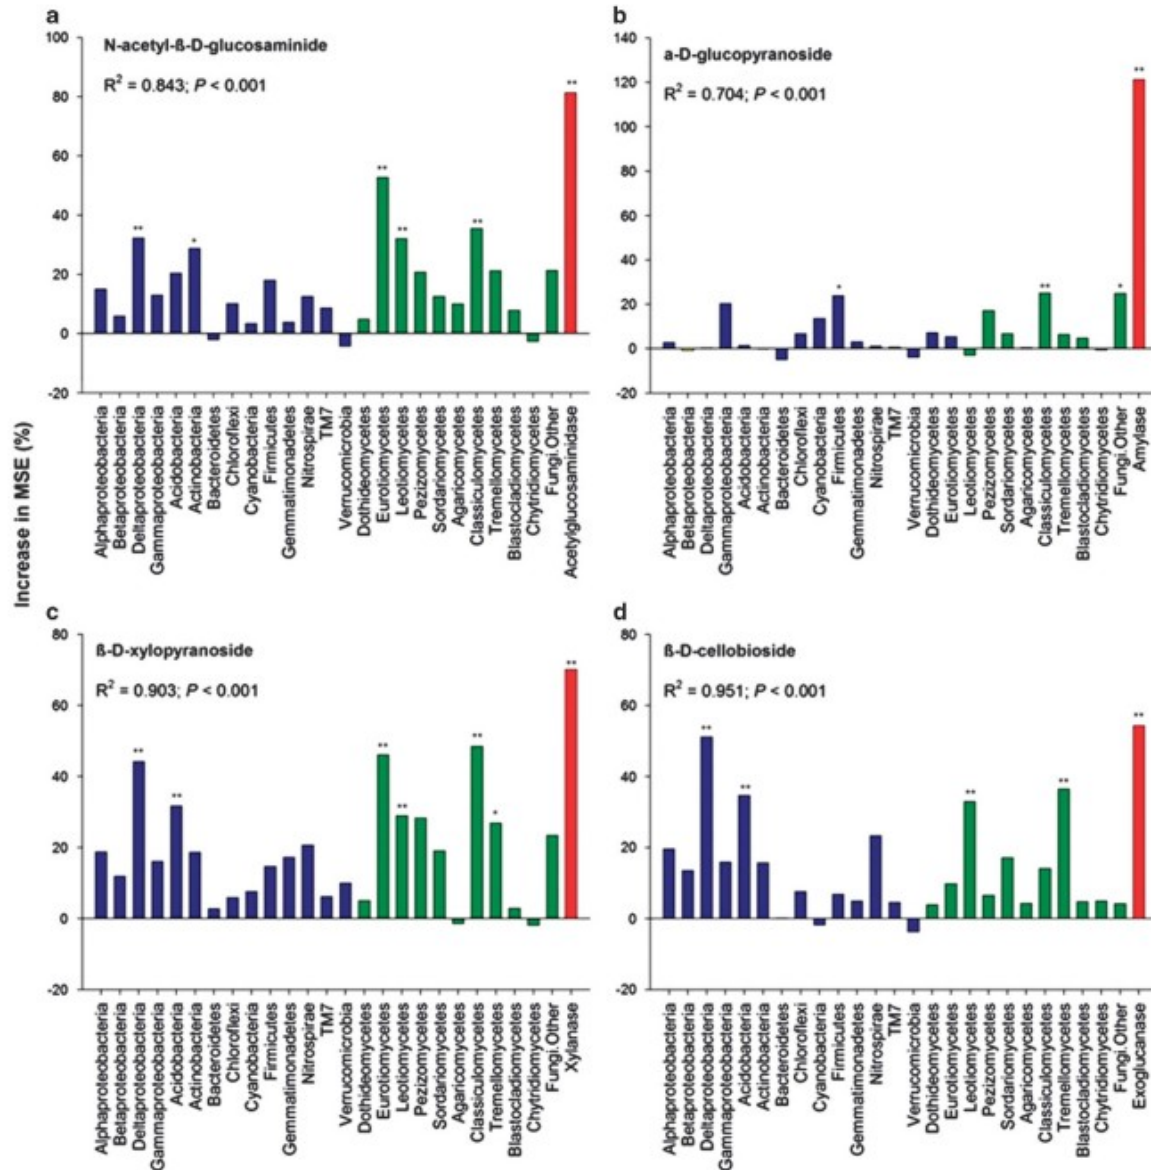 a
N-acetyl-ß-D-glucosaminide
R² = 0.843; P < 0.001
100
80
60
40
20
0
-20
**
*
**
**
**
**
Alphaproteobacteria
Betaproteobacteria
Deltaproteobacteria
Gammaproteobacteria
Acidobacteria
Actinobacteria
Bacteroidetes
Chloroflexi
Cyanobacteria
Firmicutes
Gemmatimonadetes
Nitrospirae
TM7
Verrucomicrobia
Dothideomycetes
Eurotiomycetes
Leotiomycetes
Pezizomycetes
Sordariomycetes
Agaricomycetes
Classiculomycetes
Tremellomycetes
Blastocladiomycetes
Chytridiomycetes
Fungi.Other
Acetylglucosaminidase
b
a-D-glucopyranoside
R² = 0.704; P < 0.001
140
120
100
80
60
40
20
0
-20
*
**
*
**
Alphaproteobacteria
Betaproteobacteria
Deltaproteobacteria
Gammaproteobacteria
Acidobacteria
Actinobacteria
Bacteroidetes
Chloroflexi
Cyanobacteria
Firmicutes
Gemmatimonadetes
Nitrospirae
TM7
Verrucomicrobia
Dothideomycetes
Eurotiomycetes
Leotiomycetes
Pezizomycetes
Sordaricomycetes
Agaricomycetes
Classiculomycetes
Tremellomycetes
Blastocladiomycetes
Chytridiomycetes
Fungi.Other
Amylase
Increase in MSE (%)
c
ß-D-xylopyranoside
R² = 0.903; P < 0.001
80
60
40
20
0
-20
**
**
**
**
**
*
**
Alphaproteobacteria
Betaproteobacteria
Deltaproteobacteria
Gammaproteobacteria
Acidobacteria
Actinobacteria
Bacteroidetes
Chloroflexi
Cyanobacteria
Firmicutes
Gemmatimonadetes
Nitrospirae
TM7
Verrucomicrobia
Dothideomycetes
Eurotiomycetes
Leotiomycetes
Pezizomycetes
Sordariomycetes
Agaricomycetes
Classiculomycetes
Tremellomycetes
Blastocladiomycetes
Chytridiomycetes
Fungi.Other
Xylanase
d
ß-D-cellobioside
R² = 0.951; P < 0.001
80
60
40
20
0
-20
**
**
**
**
**
Alphaproteobacteria
Betaproteobacteria
Deltaproteobacteria
Gammaproteobacteria
Acidobacteria
Actinobacteria
Bacteroidetes
Chloroflexi
Cyanobacteria
Firmicutes
Gemmatimonadetes
Nitrospirae
TM7
Verrucomicrobia
Dothideomycetes
Eurotiomycetes
Leotiomycetes
Pezizomycetes
Sordariomycetes
Agaricomycetes
Classiculomycetes
Tremellomycetes
Blastocladiomycetes
Chytridiomycetes
Fungi.Other
Exoglucanase